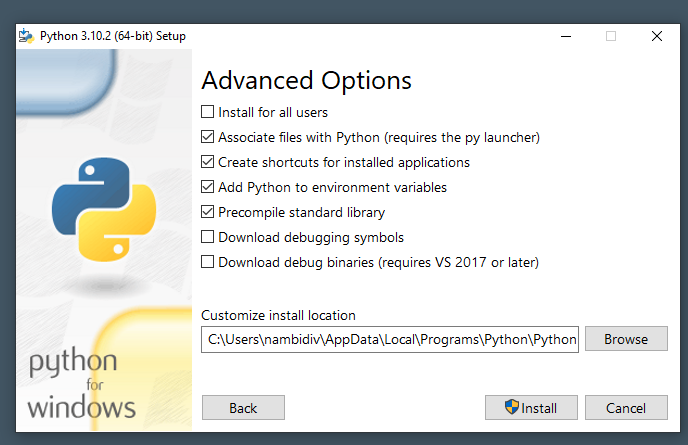 Python 3.10.2 (64-bit) Setup
Advanced Options
Install for all users
Associate files with Python (requires the py launcher)
Create shortcuts for installed applications
Add Python to environment variables
Precompile standard library
Download debugging symbols
Download debug binaries (requires VS 2017 or later)
Customize install location
C:\Users\nambidiv\AppData\Local\Programs\Python\Python
Browse
python
for
windows
Back
Install
Cancel